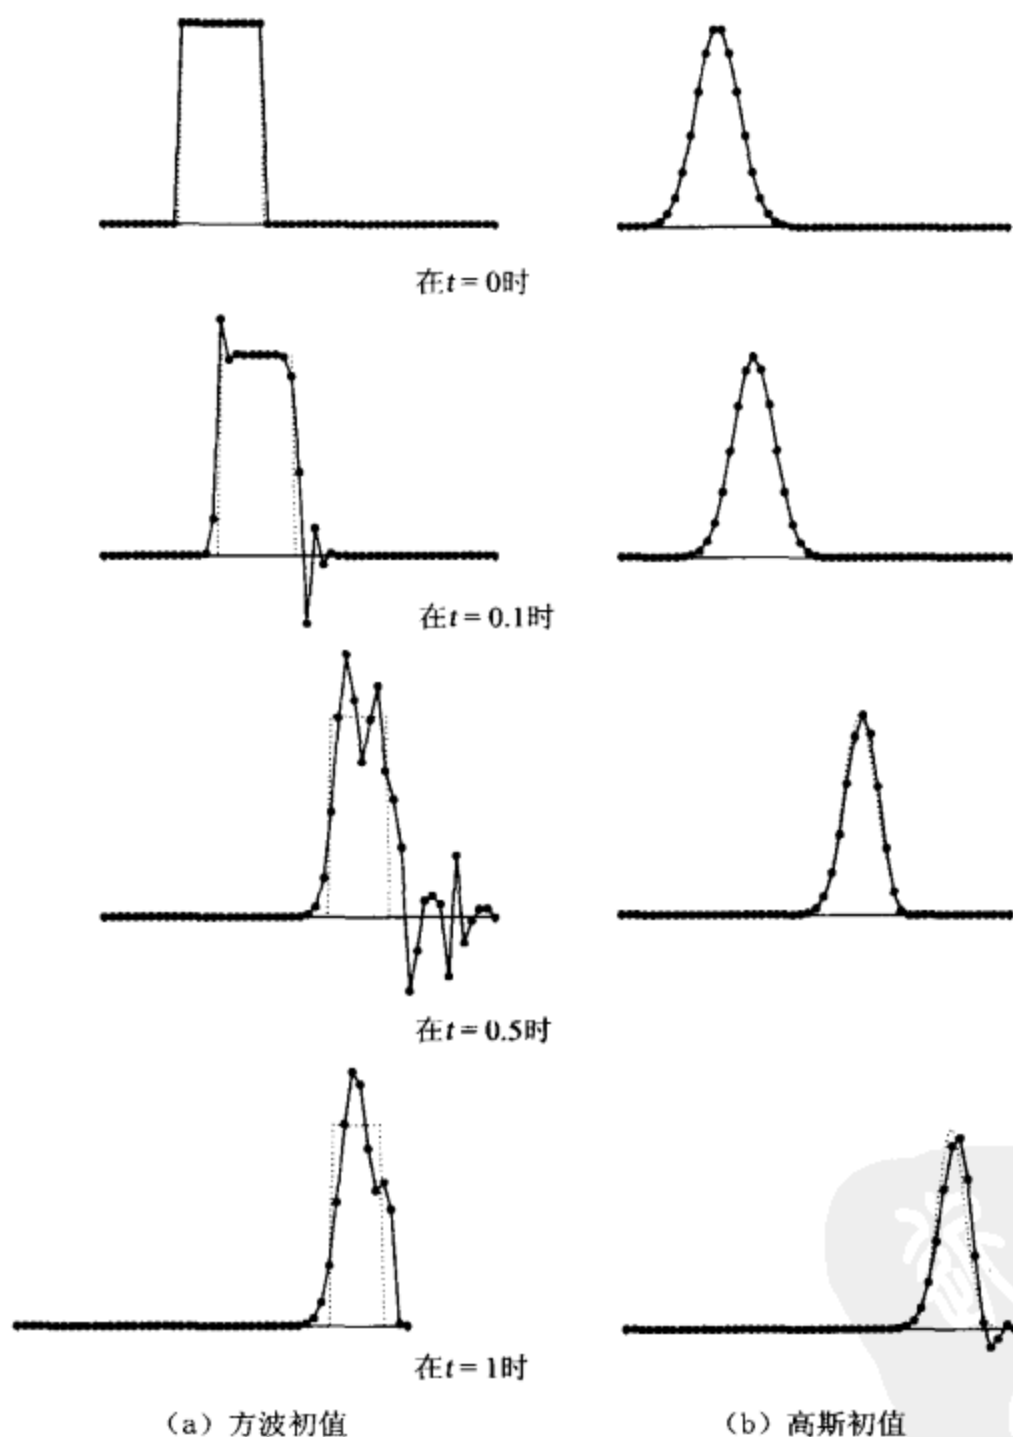 在t = 0时
在t = 0.1时
在t = 0.5时
在t = 1时
(a) 方波初值
(b) 高斯初值